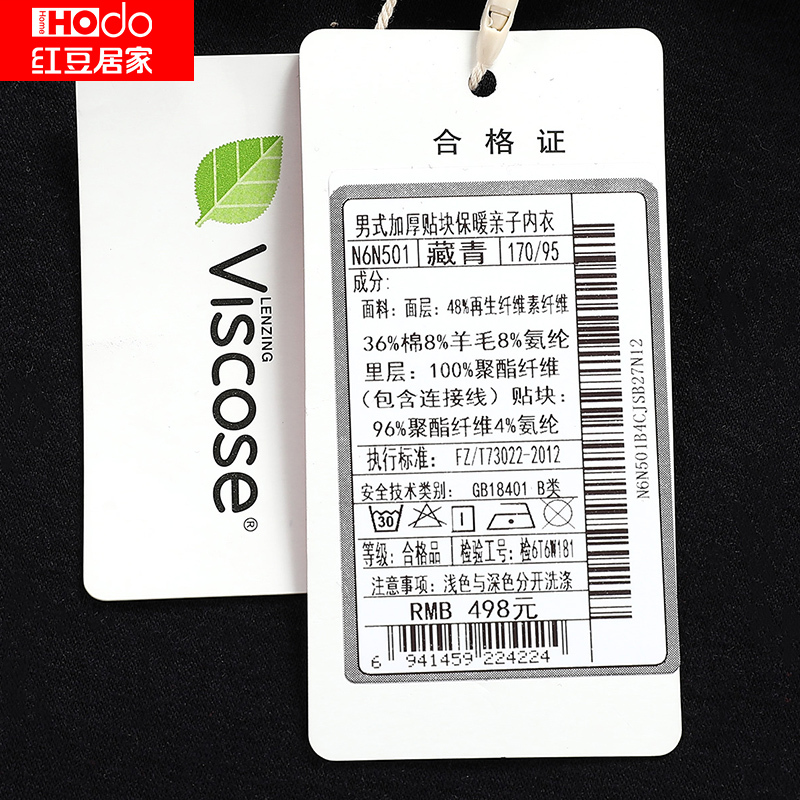 Home
HOdo
红豆居家
LENZING
VISCOSE®
合格证
男式加厚贴块保暖亲子内衣
N6N501 藏青 170/95
成分:
面料: 面层: 48%再生纤维素纤维
36%棉8%羊毛8%氨纶
里层: 100%聚酯纤维
(包含连接线) 贴块:
96%聚酯纤维4%氨纶
执行标准: FZ/T73022-2012
安全技术类别: GB18401 B类
30
等级: 合格品 检验工号: 检6T6W181
注意事项: 浅色与深色分开洗涤
RMB 498元
6 941459 224224
N6N501B4CJSB27N12